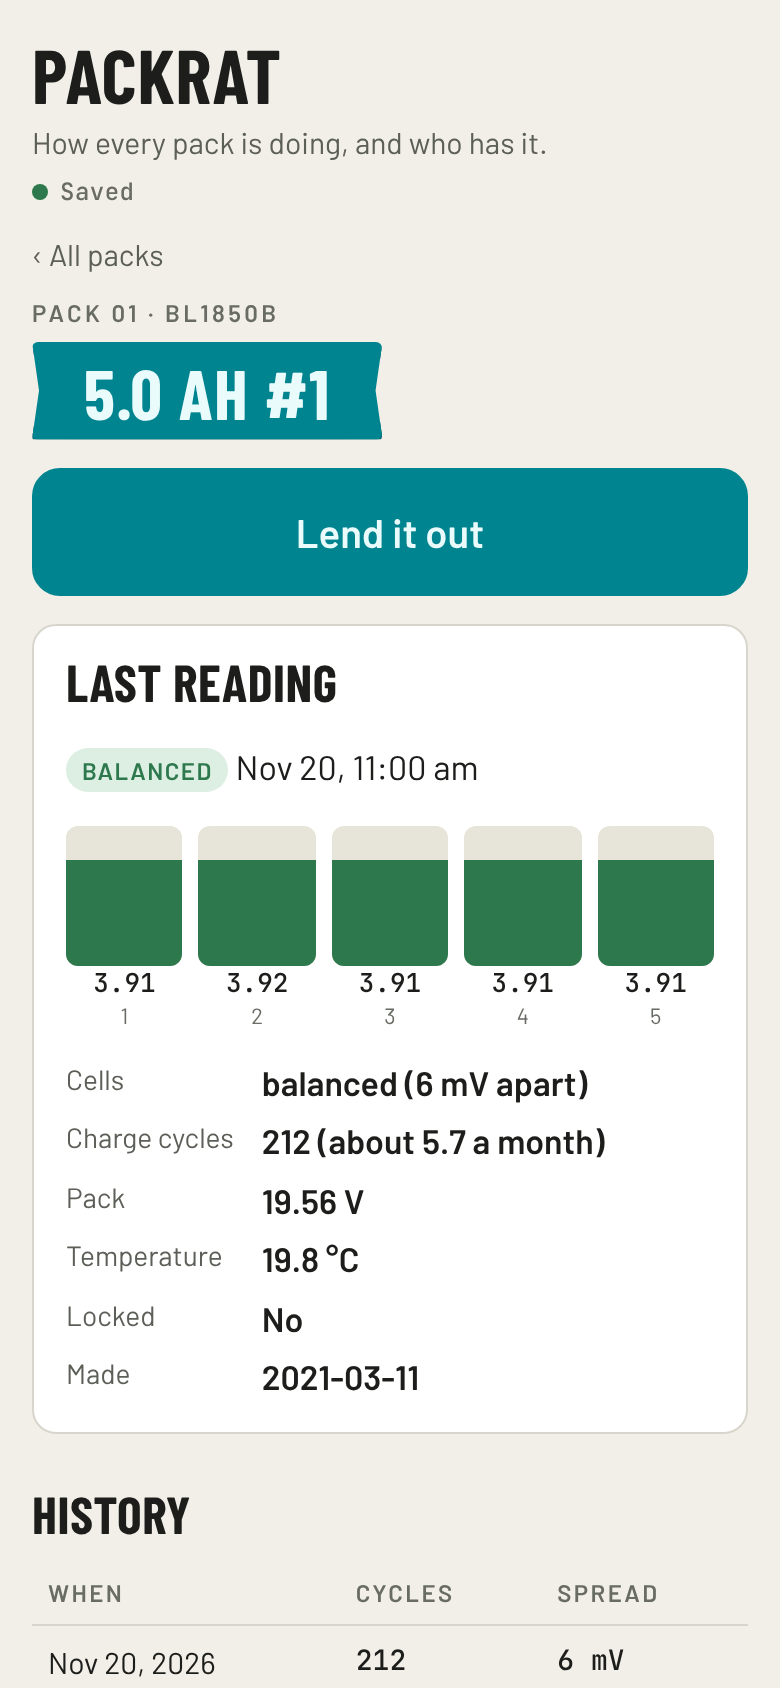 PACKRAT
How every pack is doing, and who has it.
Saved
‹ All packs
PACK 01 · BL1850B
5.0 AH #1
Lend it out
LAST READING
BALANCED Nov 20, 11:00 am
3.91 3.92 3.91 3.91 3.91
1 2 3 4 5
Cells balanced (6 mV apart)
Charge cycles 212 (about 5.7 a month)
Pack 19.56 V
Temperature 19.8 °C
Locked No
Made 2021-03-11
HISTORY
WHEN CYCLES SPREAD
Nov 20, 2026 212 6 mV